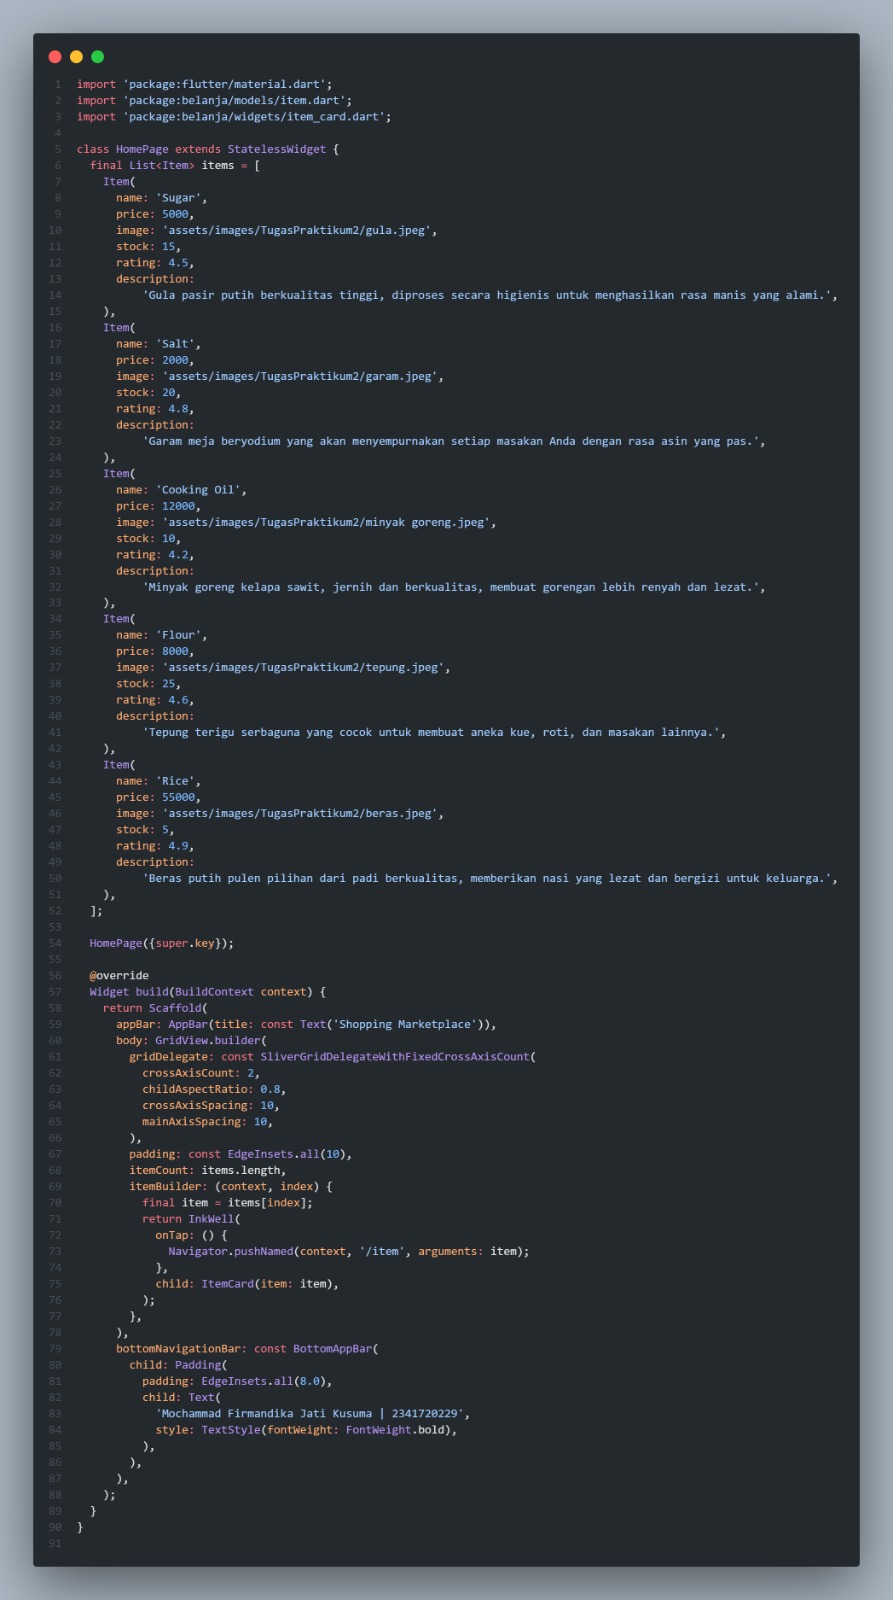 1 import 'package:flutter/material.dart';
2 import 'package:belanja/models/item.dart';
3 import 'package:belanja/widgets/item_card.dart';
4
5 class HomePage extends StatelessWidget {
6   final List<Item> items = [
7     Item(
8       name: 'Sugar',
9       price: 5000,
10       image: 'assets/images/TugasPraktikum2/gula.jpeg',
11       stock: 15,
12       rating: 4.5,
13       description:
14           'Gula pasir putih berkualitas tinggi, diproses secara higienis untuk menghasilkan rasa manis yang alami.',
15     ),
16     Item(
17       name: 'Salt',
18       price: 2000,
19       image: 'assets/images/TugasPraktikum2/garam.jpeg',
20       stock: 20,
21       rating: 4.8,
22       description:
23           'Garam meja beryodium yang akan menyempurnakan setiap masakan Anda dengan rasa asin yang pas.',
24     ),
25     Item(
26       name: 'Cooking Oil',
27       price: 12000,
28       image: 'assets/images/TugasPraktikum2/minyak goreng.jpeg',
29       stock: 10,
30       rating: 4.2,
31       description:
32           'Minyak goreng kelapa sawit, jernih dan berkualitas, membuat gorengan lebih renyah dan lezat.',
33     ),
34     Item(
35       name: 'Flour',
36       price: 8000,
37       image: 'assets/images/TugasPraktikum2/tepung.jpeg',
38       stock: 25,
39       rating: 4.6,
40       description:
41           'Tepung terigu serbaguna yang cocok untuk membuat aneka kue, roti, dan masakan lainnya.',
42     ),
43     Item(
44       name: 'Rice',
45       price: 55000,
46       image: 'assets/images/TugasPraktikum2/beras.jpeg',
47       stock: 5,
48       rating: 4.9,
49       description:
50           'Beras putih pulen pilihan dari padi berkualitas, memberikan nasi yang lezat dan bergizi untuk keluarga.',
51     ),
52   ];
53
54   HomePage({super.key});
55
56   @override
57   Widget build(BuildContext context) {
58     return Scaffold(
59       appBar: AppBar(title: const Text('Shopping Marketplace')),
60       body: GridView.builder(
61         gridDelegate: const SliverGridDelegateWithFixedCrossAxisCount(
62           crossAxisCount: 2,
63           childAspectRatio: 0.8,
64           crossAxisSpacing: 10,
65           mainAxisSpacing: 10,
66         ),
67         padding: const EdgeInsets.all(10),
68         itemCount: items.length,
69         itemBuilder: (context, index) {
70           final item = items[index];
71           return InkWell(
72             onTap: () {
73               Navigator.pushNamed(context, '/item', arguments: item);
74             },
75             child: ItemCard(item: item),
76           );
77         },
78       ),
79       bottomNavigationBar: const BottomAppBar(
80         child: Padding(
81           padding: EdgeInsets.all(8.0),
82           child: Text(
83             'Mochammad Firmandika Jati Kusuma | 2341720229',
84             style: TextStyle(fontWeight: FontWeight.bold),
85           ),
86         ),
87       ),
88     );
89   }
90 }
91